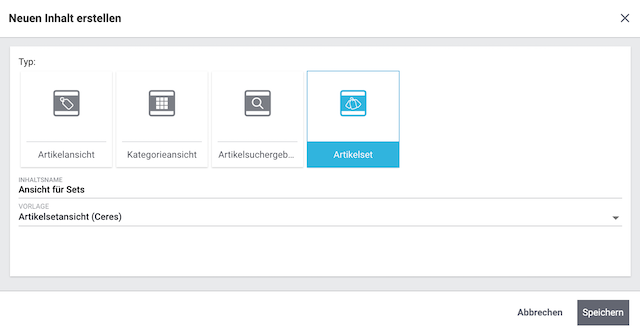 Neuen Inhalt erstellen
Typ:
Artikelansicht
Kategorieansicht
Artikelsuchergeb...
Artikelset
INHALTSNAME
Ansicht für Sets
VORLAGE
Artikelsetansicht (Ceres)
Abbrechen
Speichern